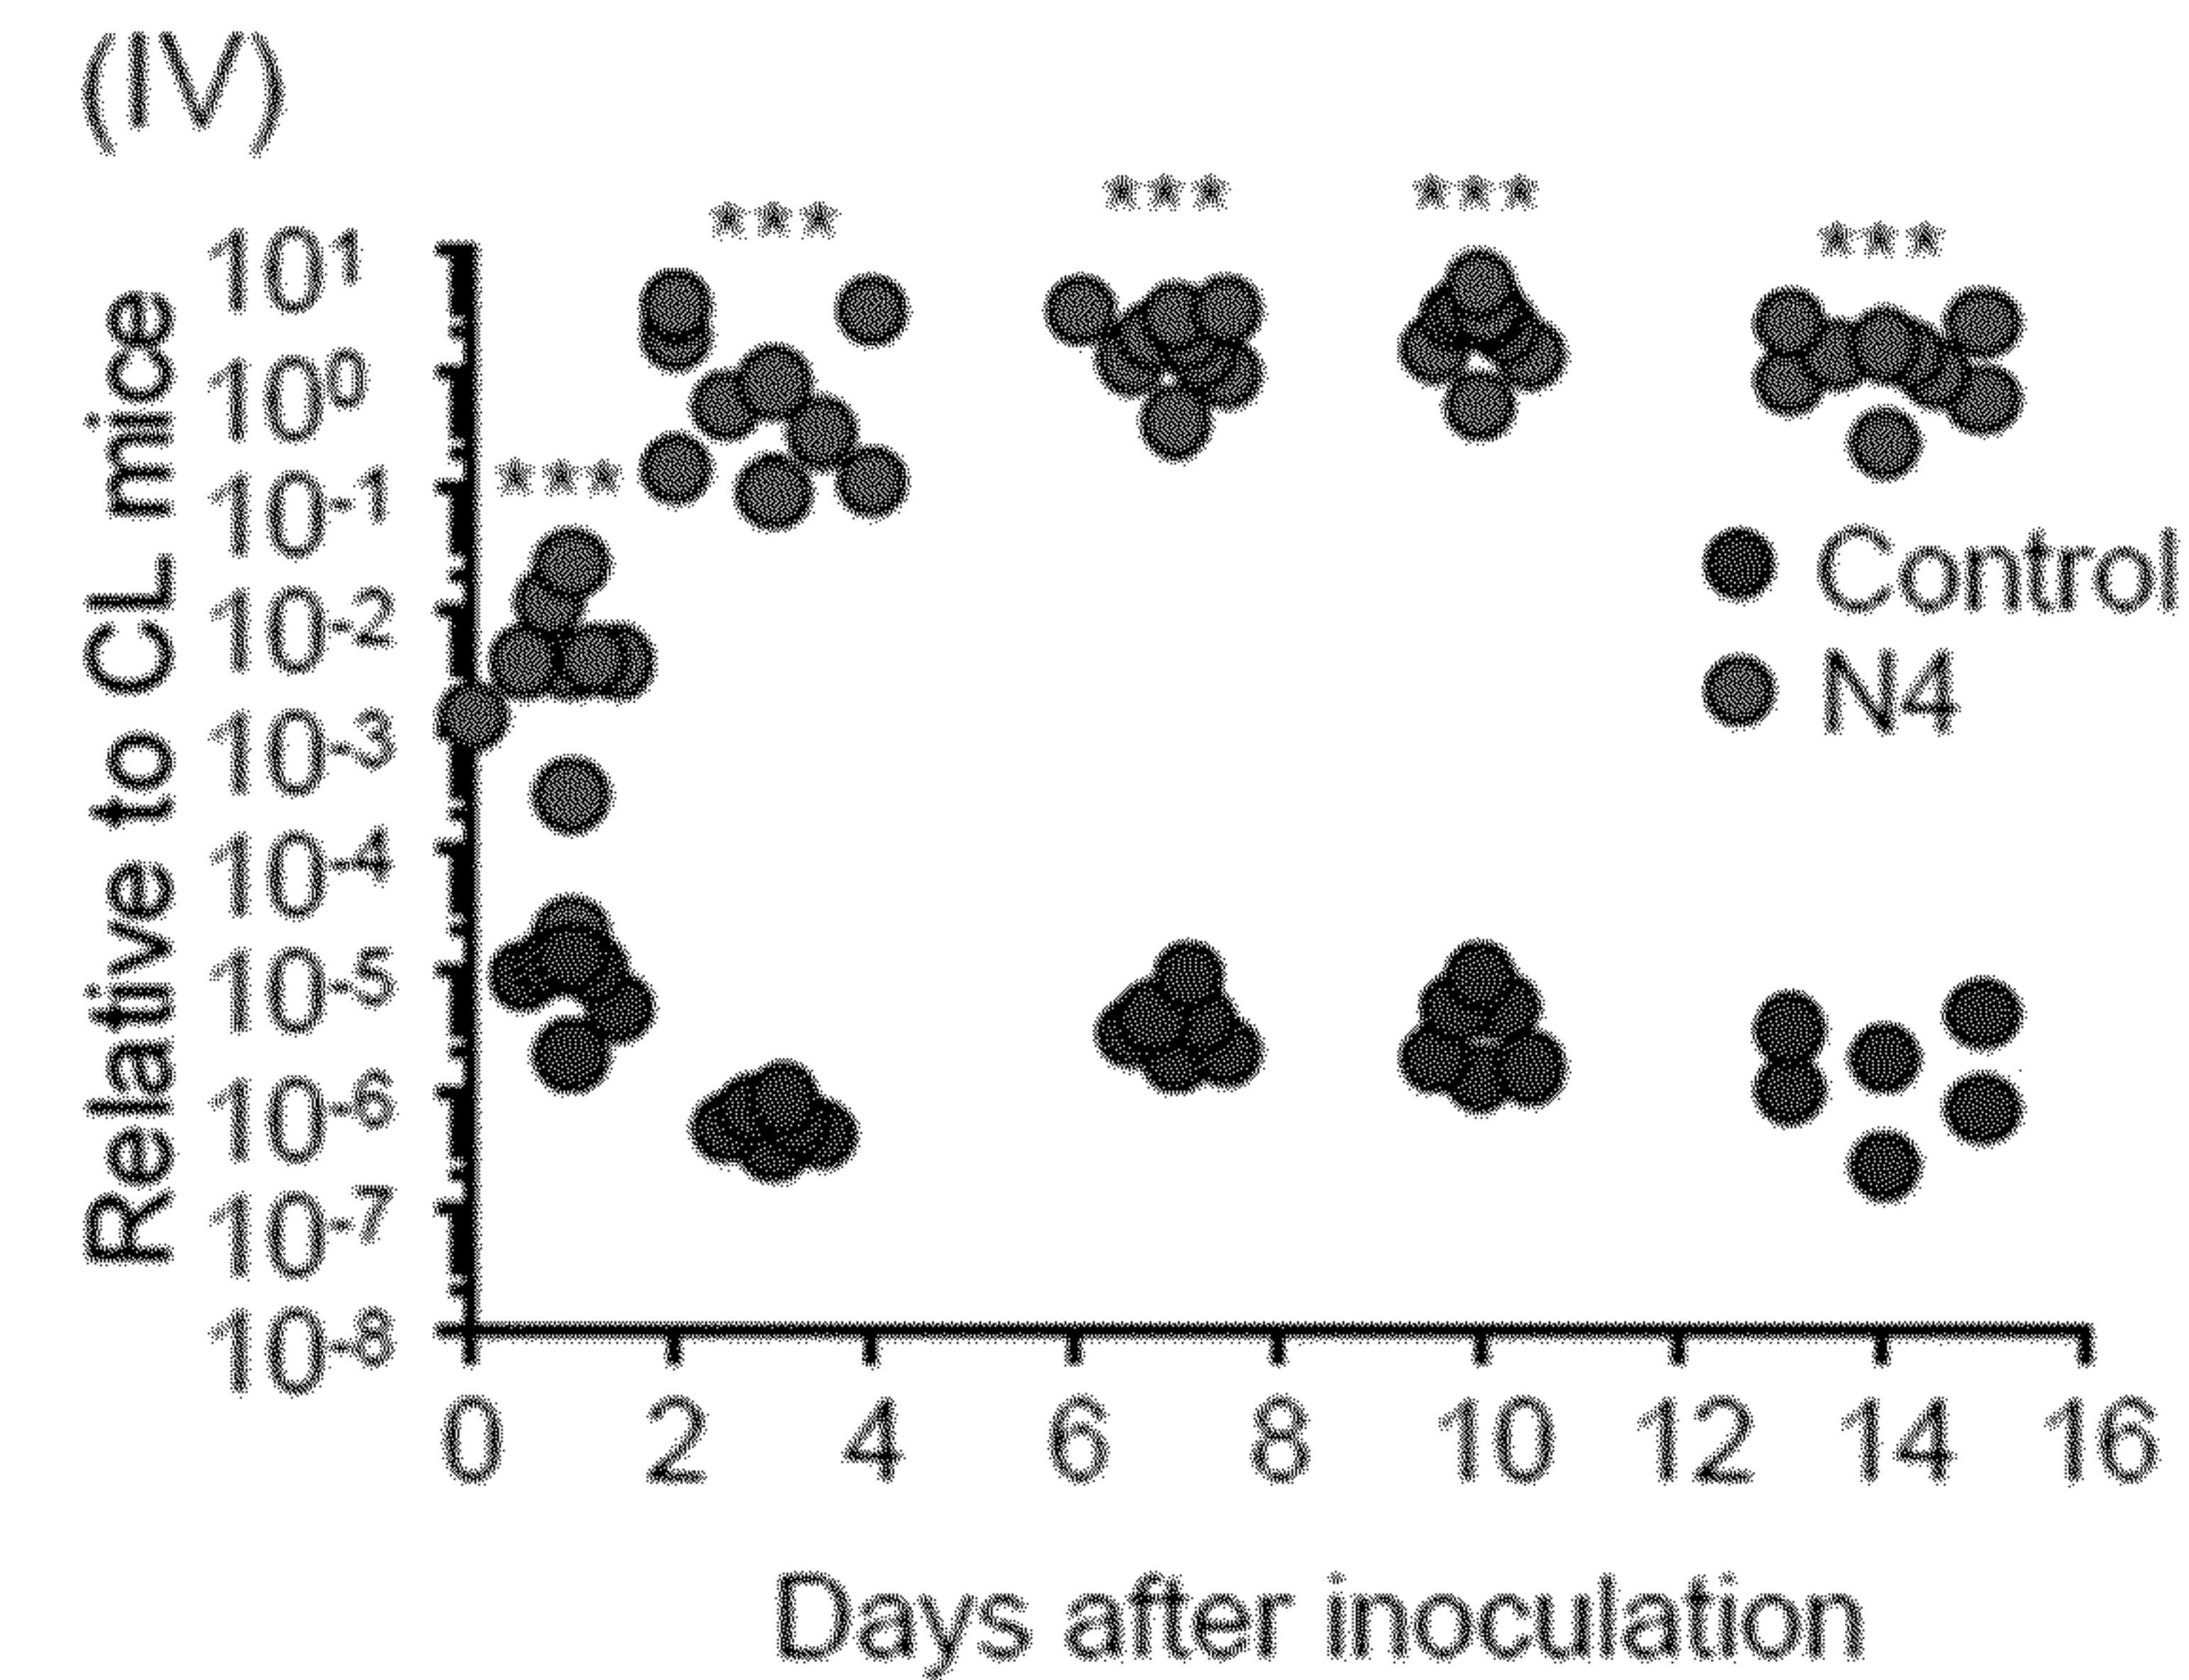 (IV)
*** *** *** *** ***
Relative to CL mice
10¹
10⁰
10⁻¹
10⁻²
10⁻³
10⁻⁴
10⁻⁵
10⁻⁶
10⁻⁷
10⁻⁸
Control
N4
0 2 4 6 8 10 12 14 16
Days after inoculation